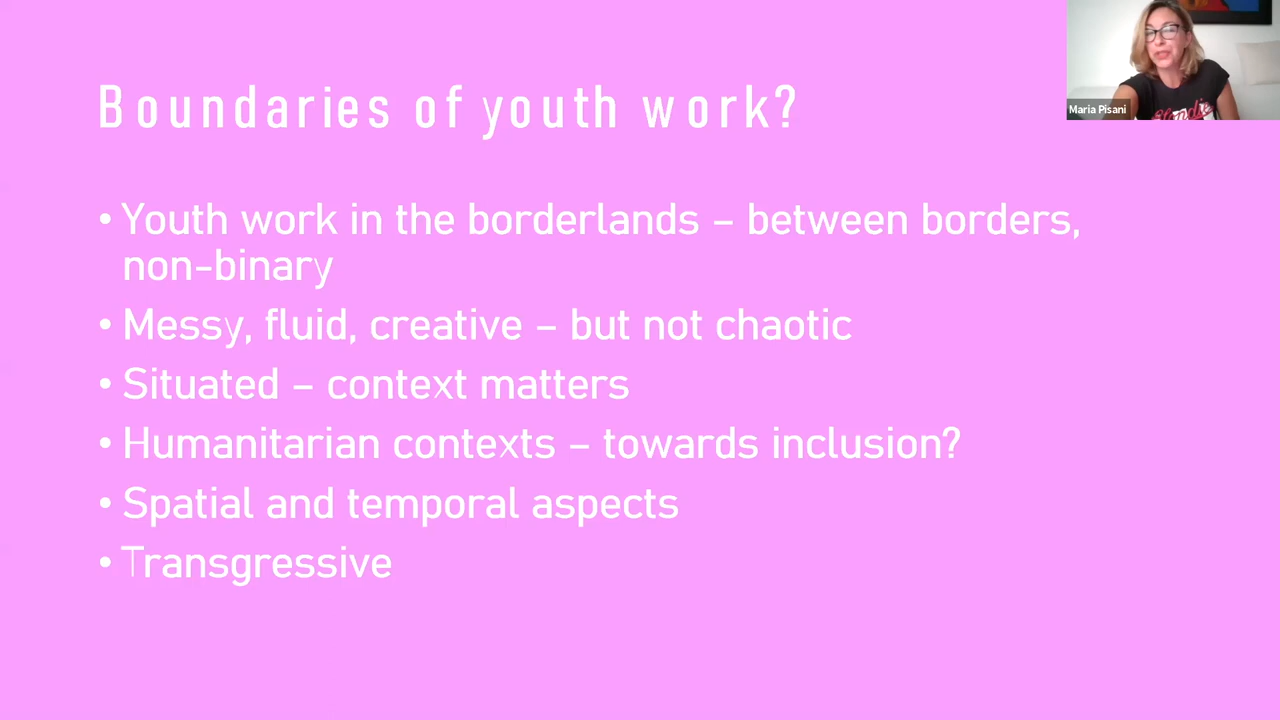 Boundaries of youth work?
Maria Pisani
Blondie
• Youth work in the borderlands – between borders,
non-binary
• Messy, fluid, creative – but not chaotic
• Situated – context matters
• Humanitarian contexts – towards inclusion?
• Spatial and temporal aspects
• Transgressive